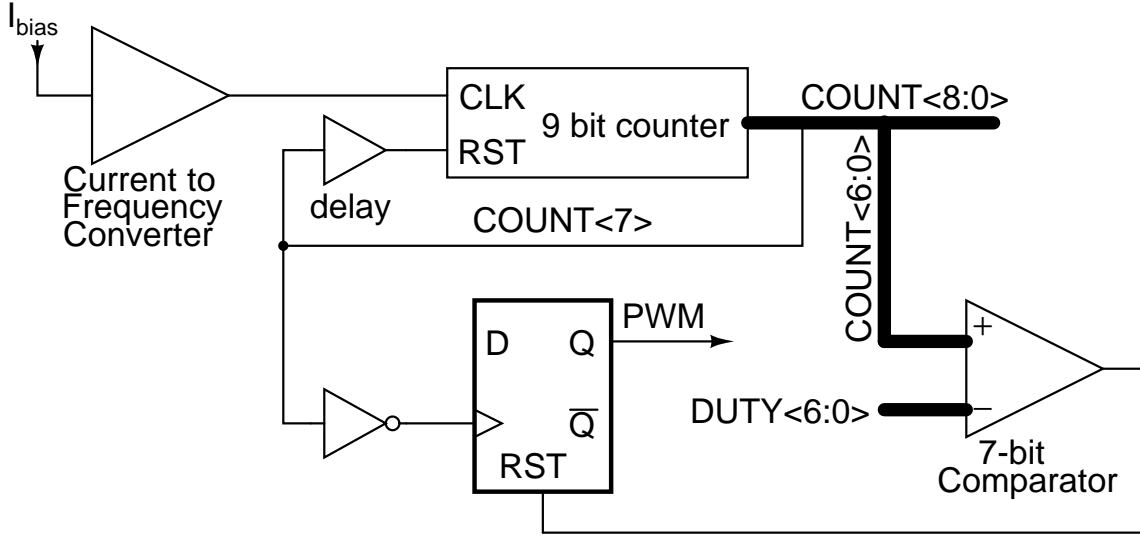 I_bias
CLK
9 bit counter
RST
COUNT<8:0>
Current to
Frequency
Converter
delay
COUNT<7>
COUNT<6:0>
D
Q
PWM
+
DUTY<6:0>
−
Q̅
RST
7-bit
Comparator